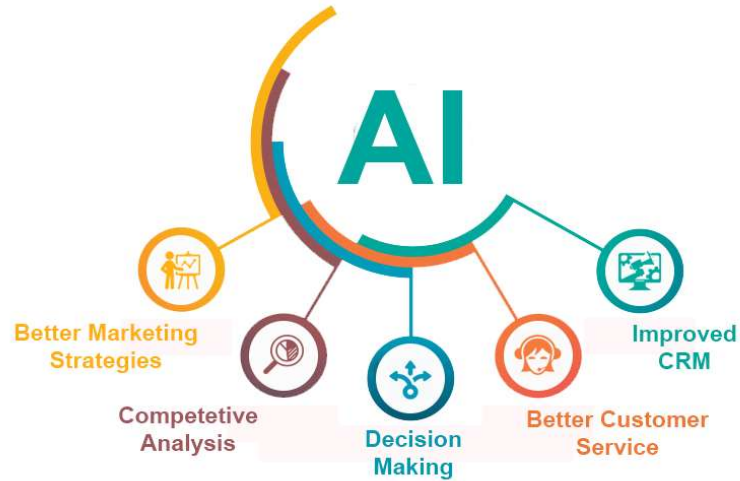 AI
Better Marketing
Strategies
Competetive
Analysis
Decision
Making
Better Customer
Service
Improved
CRM